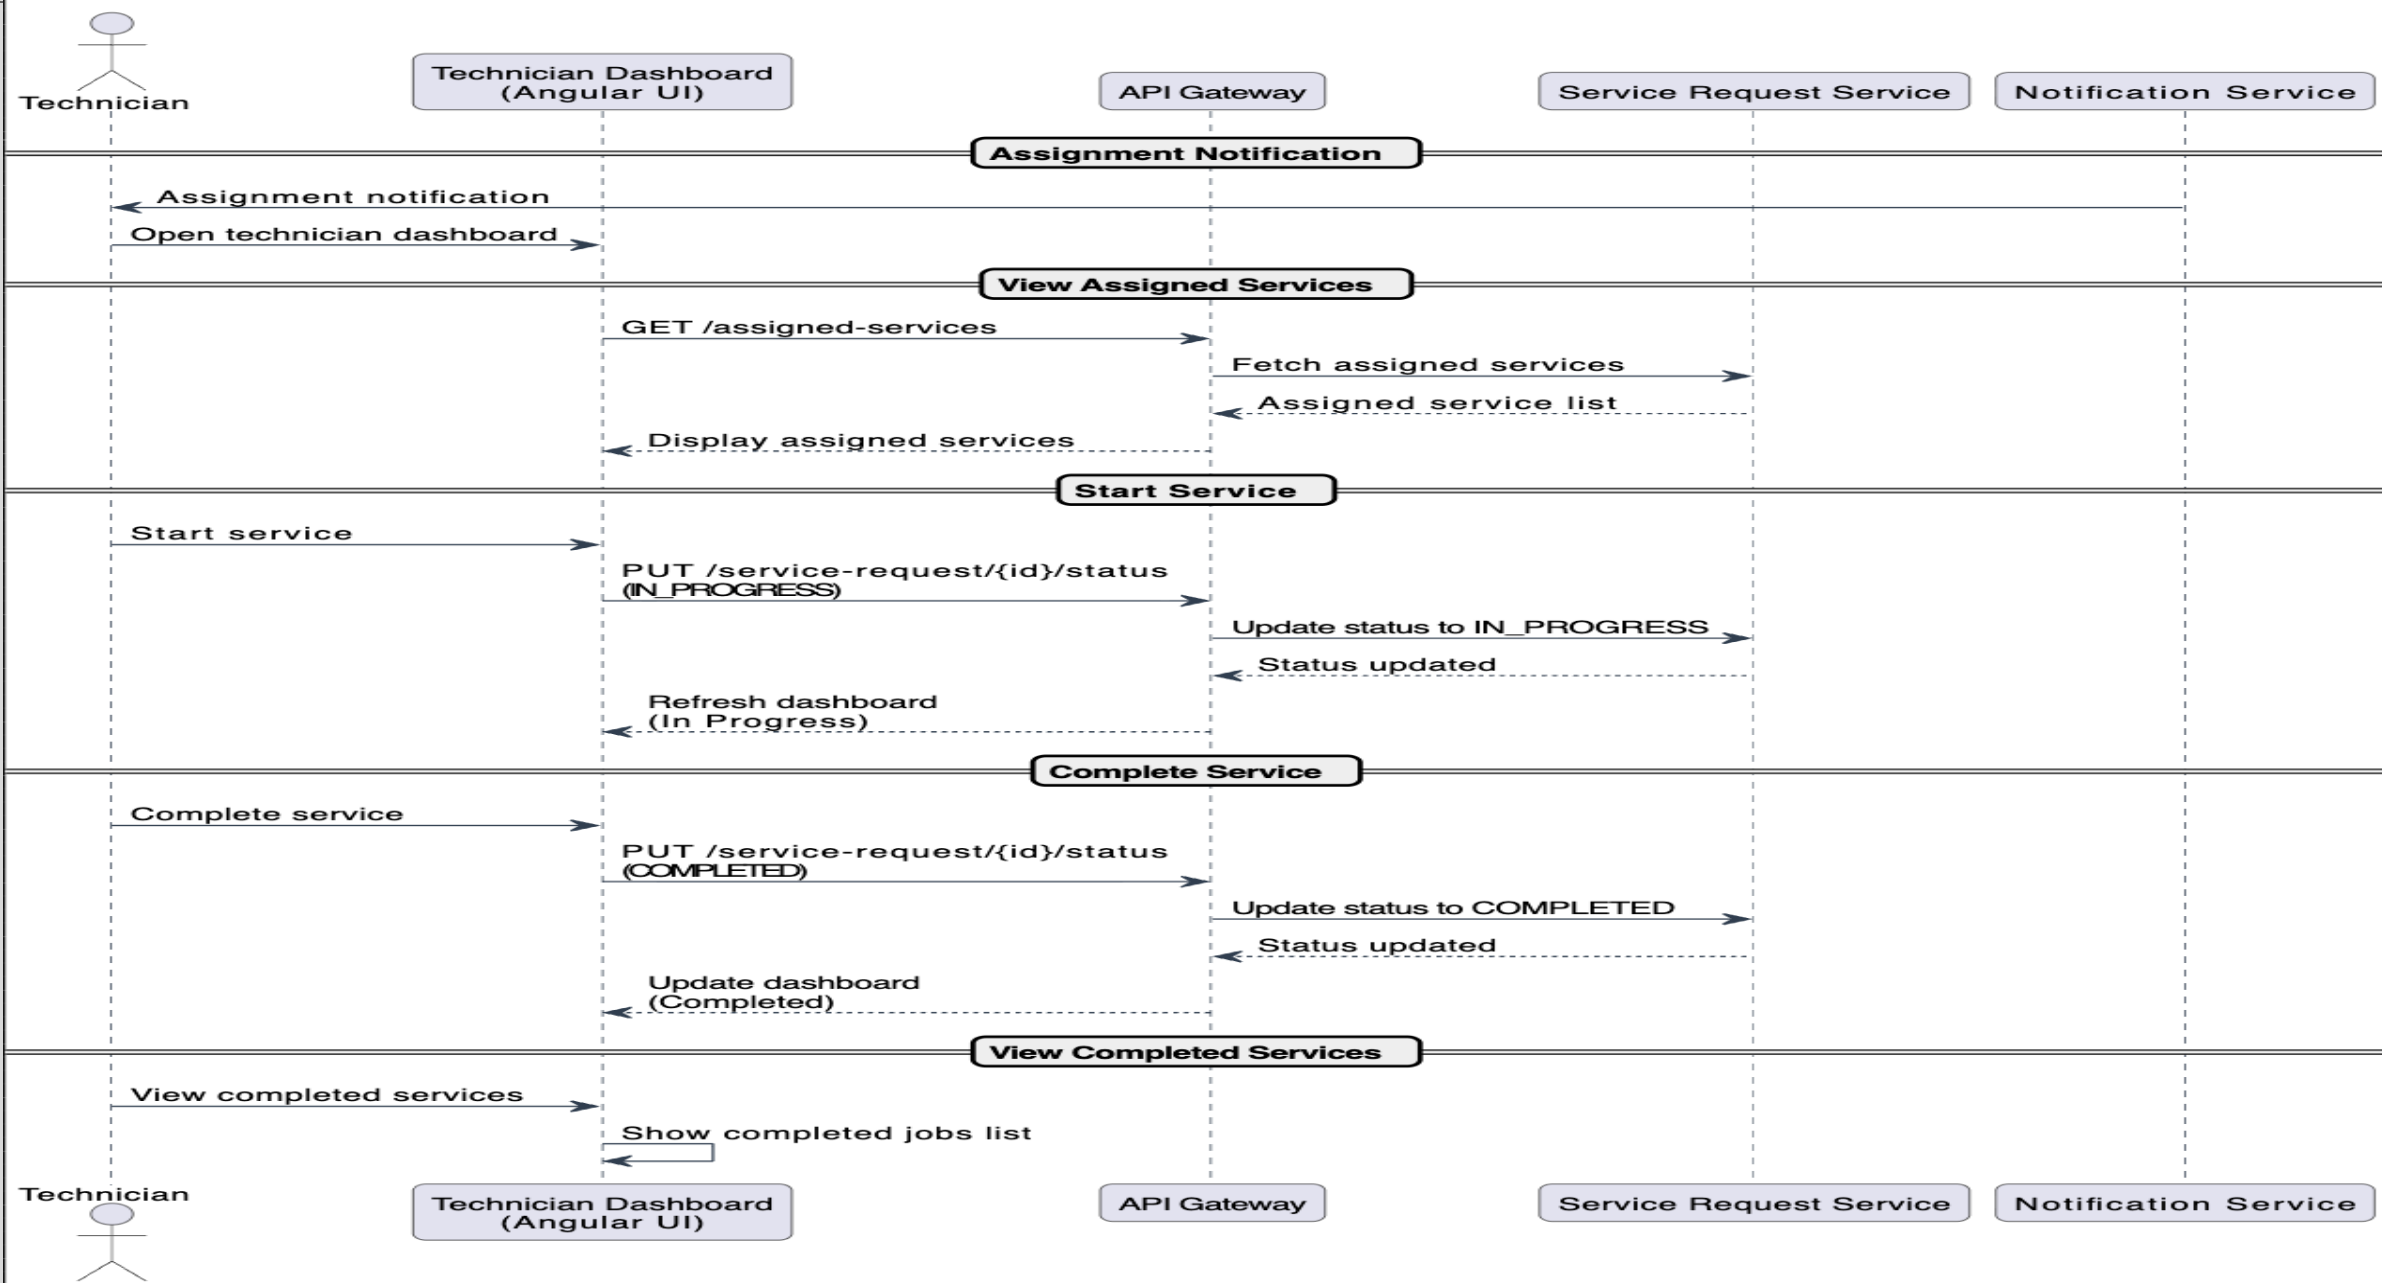 Technician
Technician Dashboard
(Angular UI)
API Gateway
Service Request Service
Notification Service
Assignment Notification
Assignment notification
Open technician dashboard
View Assigned Services
GET /assigned-services
Fetch assigned services
Assigned service list
Display assigned services
Start Service
Start service
PUT /service-request/{id}/status
(IN_PROGRESS)
Update status to IN_PROGRESS
Status updated
Refresh dashboard
(In Progress)
Complete Service
Complete service
PUT /service-request/{id}/status
(COMPLETED)
Update status to COMPLETED
Status updated
Update dashboard
(Completed)
View Completed Services
View completed services
Show completed jobs list
Technician
Technician Dashboard
(Angular UI)
API Gateway
Service Request Service
Notification Service